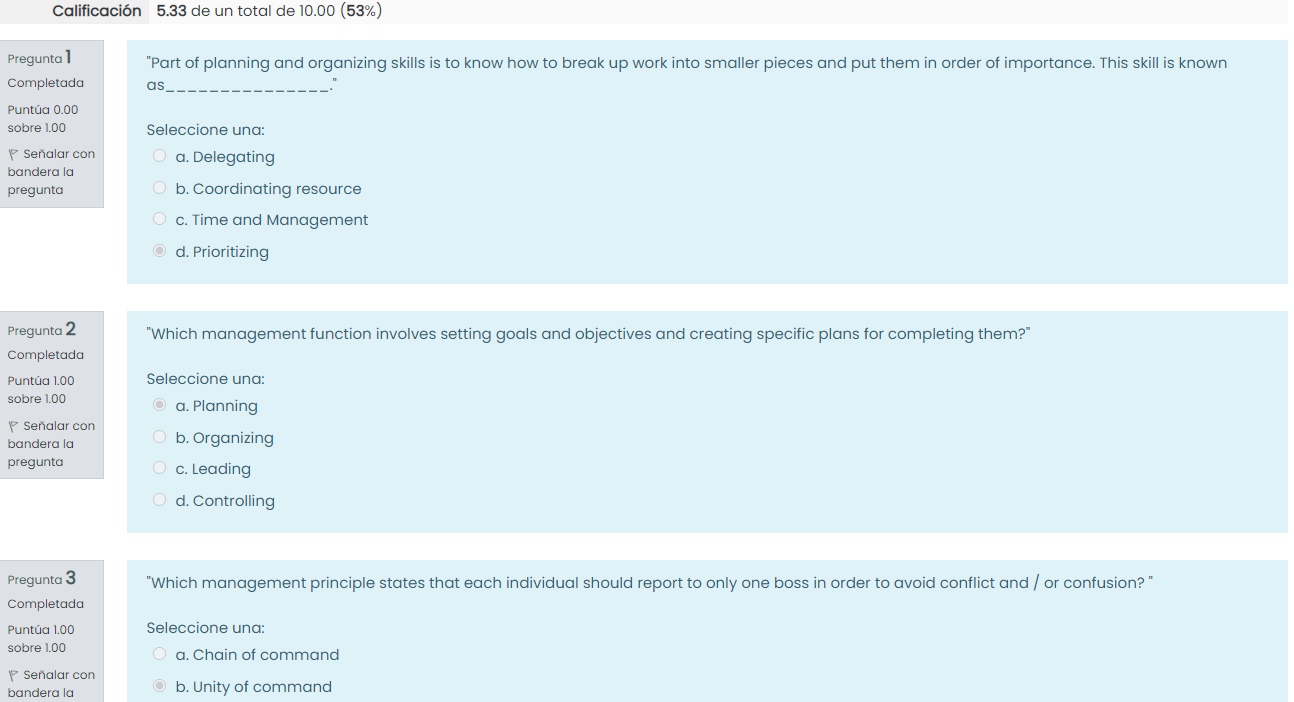 Calificación 5.33 de un total de 10.00 (53%)
Pregunta 1
Completada
Puntúa 0.00
sobre 1.00
Señalar con
bandera la
pregunta
"Part of planning and organizing skills is to know how to break up work into smaller pieces and put them in order of importance. This skill is known
as_______________."
Seleccione una:
a. Delegating
b. Coordinating resource
c. Time and Management
d. Prioritizing
Pregunta 2
Completada
Puntúa 1.00
sobre 1.00
Señalar con
bandera la
pregunta
"Which management function involves setting goals and objectives and creating specific plans for completing them?"
Seleccione una:
a. Planning
b. Organizing
c. Leading
d. Controlling
Pregunta 3
Completada
Puntúa 1.00
sobre 1.00
Señalar con
bandera la
"Which management principle states that each individual should report to only one boss in order to avoid conflict and / or confusion? "
Seleccione una:
a. Chain of command
b. Unity of command